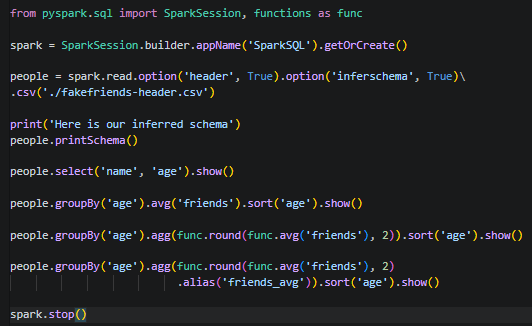 from pyspark.sql import SparkSession, functions as func
spark = SparkSession.builder.appName('SparkSQL').getOrCreate()
people = spark.read.option('header', True).option('inferschema', True)\
.csv('./fakefriends-header.csv')
print('Here is our inferred schema')
people.printSchema()
people.select('name', 'age').show()
people.groupBy('age').avg('friends').sort('age').show()
people.groupBy('age').agg(func.round(func.avg('friends'), 2)).sort('age').show()
people.groupBy('age').agg(func.round(func.avg('friends'), 2)
.alias('friends_avg')).sort('age').show()
spark.stop()